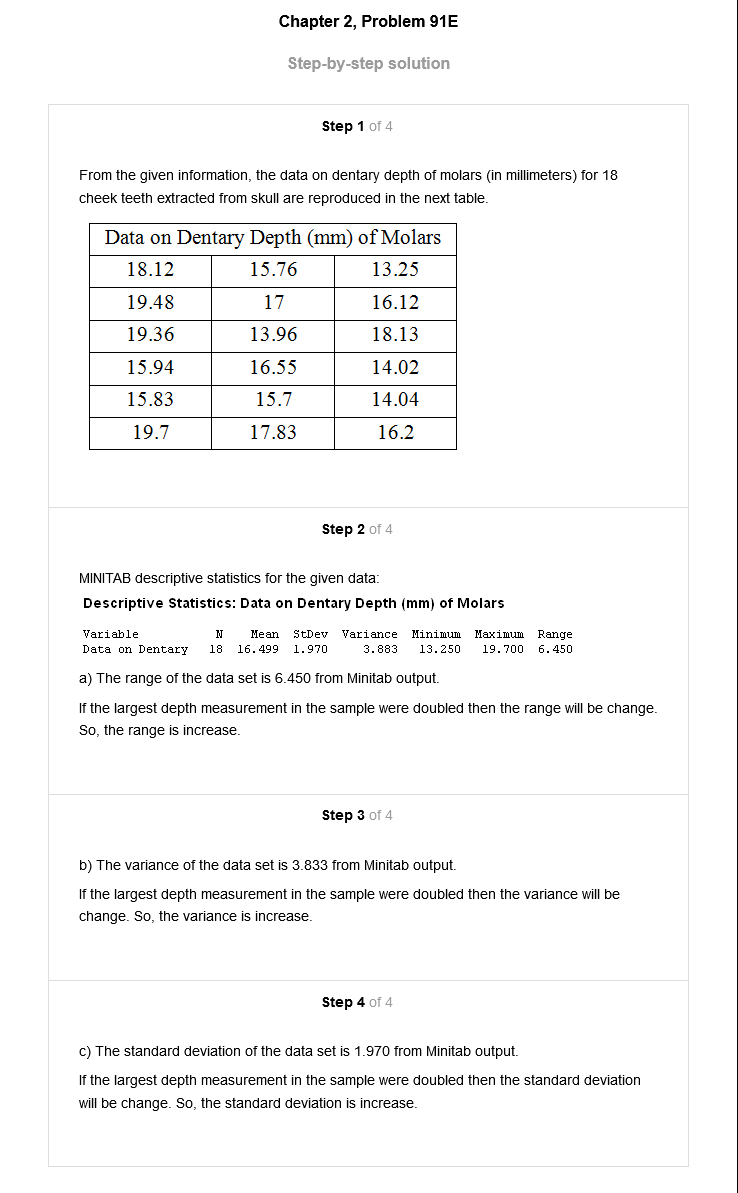 Chapter 2, Problem 91E
Step-by-step solution
Step 1 of 4
From the given information, the data on dentary depth of molars (in millimeters) for 18
cheek teeth extracted from skull are reproduced in the next table.
Data on Dentary Depth (mm) of Molars
18.12 15.76 13.25
19.48 17 16.12
19.36 13.96 18.13
15.94 16.55 14.02
15.83 15.7 14.04
19.7 17.83 16.2
Step 2 of 4
MINITAB descriptive statistics for the given data:
Descriptive Statistics: Data on Dentary Depth (mm) of Molars
Variable N Mean StDev Variance Minimum Maximum Range
Data on Dentary 18 16.499 1.970 3.883 13.250 19.700 6.450
a) The range of the data set is 6.450 from Minitab output.
If the largest depth measurement in the sample were doubled then the range will be change.
So, the range is increase.
Step 3 of 4
b) The variance of the data set is 3.833 from Minitab output.
If the largest depth measurement in the sample were doubled then the variance will be
change. So, the variance is increase.
Step 4 of 4
c) The standard deviation of the data set is 1.970 from Minitab output.
If the largest depth measurement in the sample were doubled then the standard deviation
will be change. So, the standard deviation is increase.